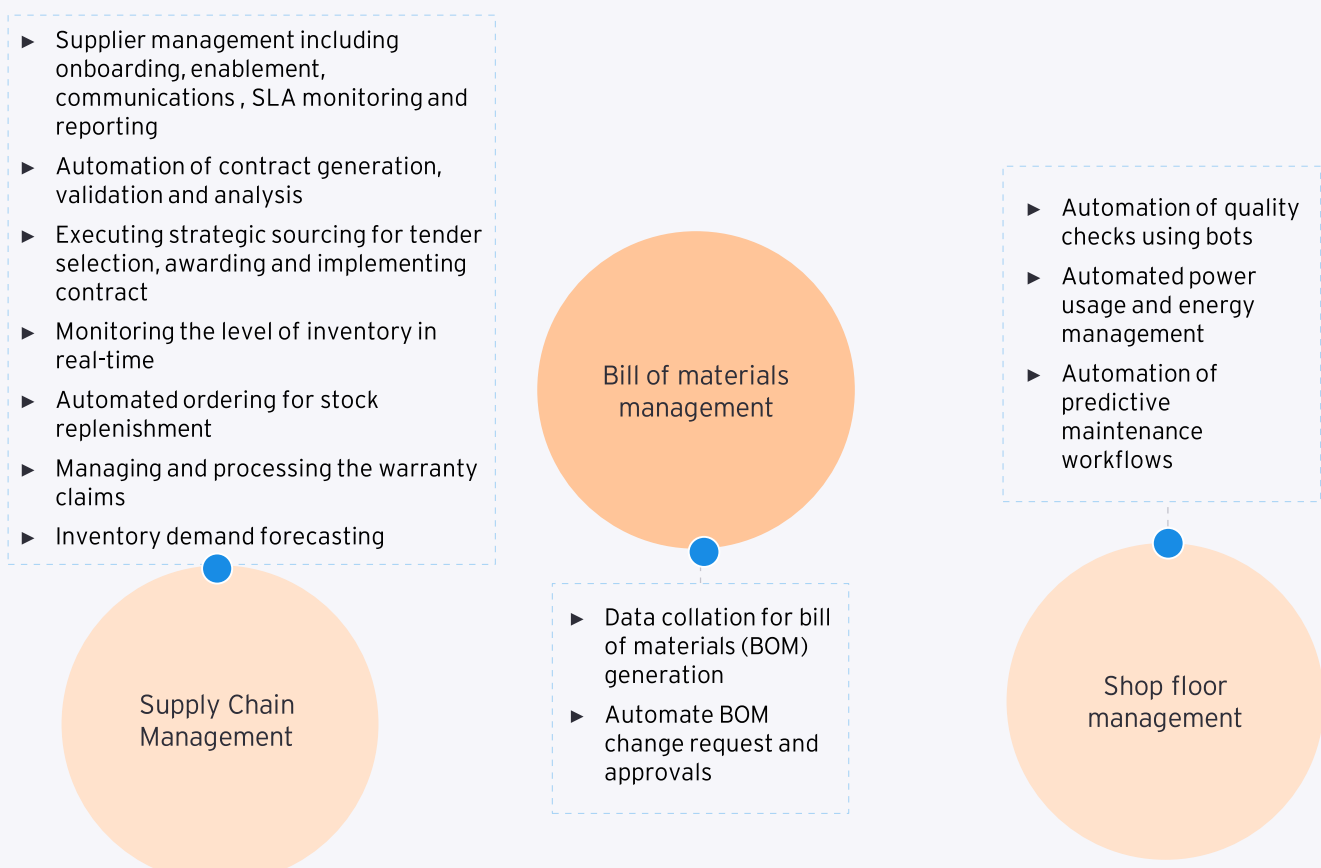 ► Supplier management including
onboarding, enablement,
communications , SLA monitoring and
reporting
► Automation of contract generation,
validation and analysis
► Executing strategic sourcing for tender
selection, awarding and implementing
contract
► Monitoring the level of inventory in
real-time
► Automated ordering for stock
replenishment
► Managing and processing the warranty
claims
► Inventory demand forecasting
Supply Chain
Management
Bill of materials
management
► Data collation for bill
of materials (BOM)
generation
► Automate BOM
change request and
approvals
► Automation of quality
checks using bots
► Automated power
usage and energy
management
► Automation of
predictive
maintenance
workflows
Shop floor
management